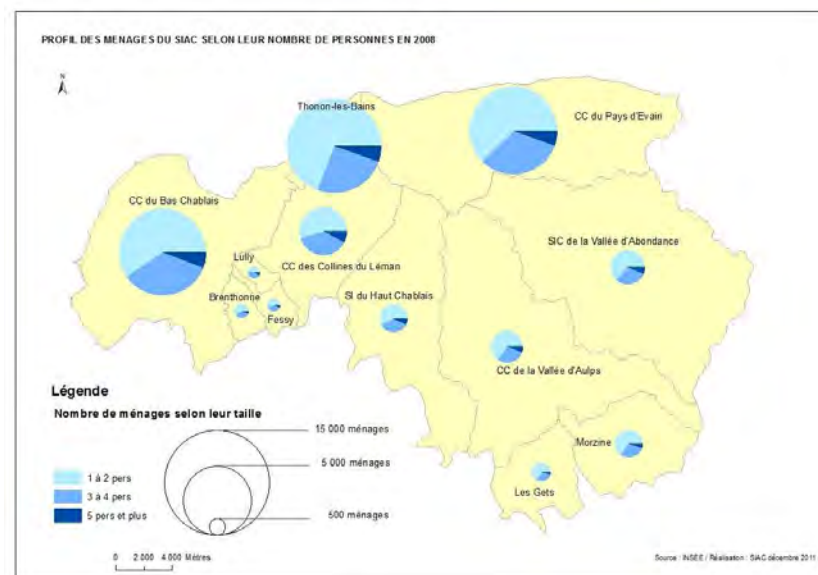 PROFIL DES MENAGES DU SIAC SELON LEUR NOMBRE DE PERSONNES EN 2008
N
Thonon-les-Bains
CC du Pays d'Evain
CC du Bas Chablais
Lully
CC des Collines du Léman
SIC de la Vallée d'Abondance
Brenthonne
Fessy
SI du Haut Chablais
CC de la Vallée d'Aulps
Morzine
Les Gets
Légende
Nombre de ménages selon leur taille
15 000 ménages
5 000 ménages
500 ménages
1 à 2 pers
3 à 4 pers
5 pers et plus
0 2 000 4 000 Mètres
Source : INSEE / Réalisation : SIAC décembre 2011